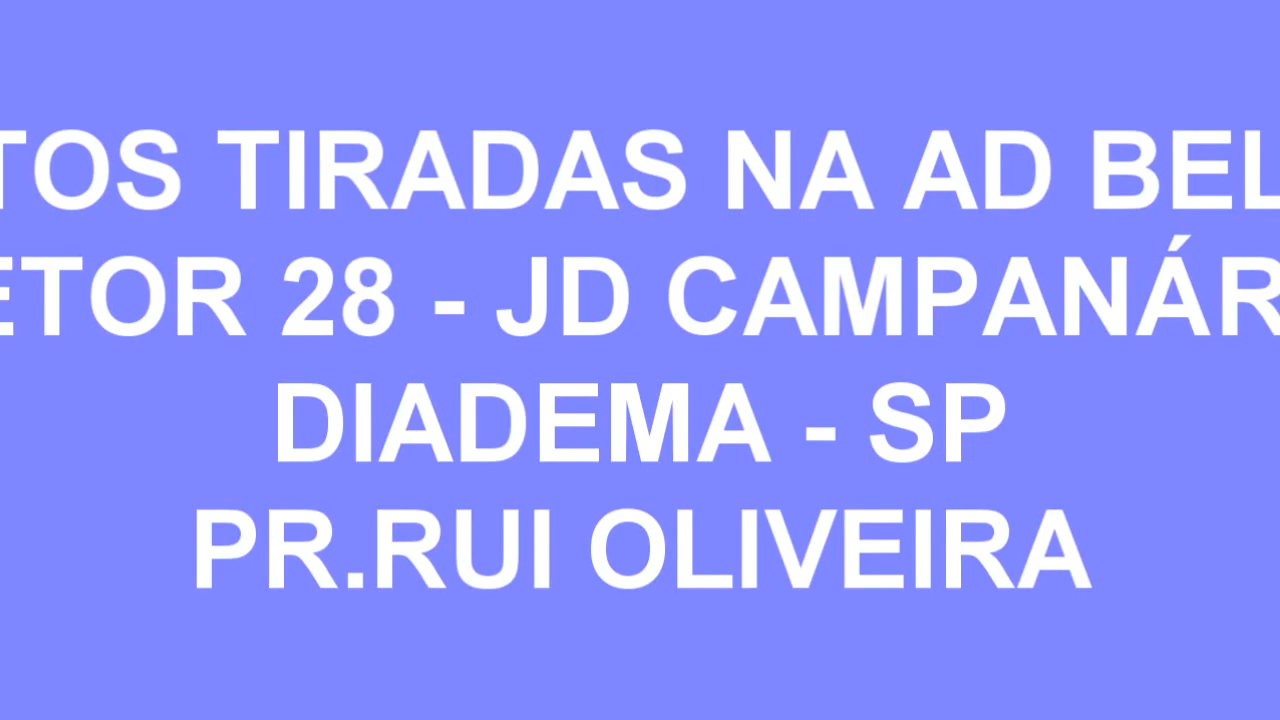 TOS TIRADAS NA AD BEL
ETOR 28 - JD CAMPANÁR
DIADEMA - SP
PR.RUI OLIVEIRA